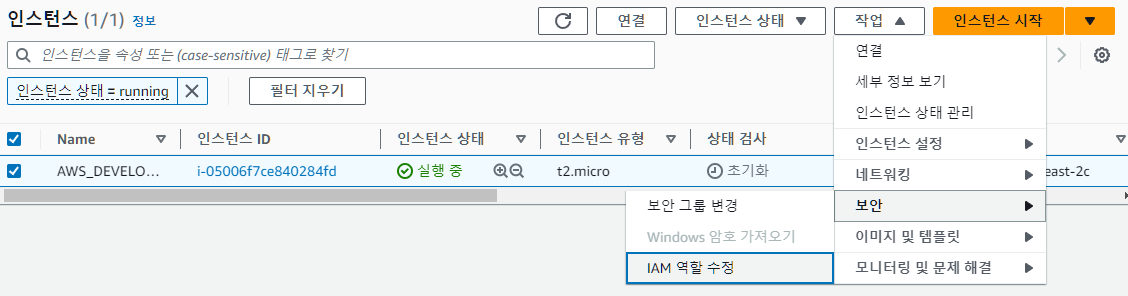 인스턴스 (1/1) 정보
연결
인스턴스 상태
작업
인스턴스 시작
인스턴스을 속성 또는 (case-sensitive) 태그로 찾기
인스턴스 상태 = running
필터 지우기
연결
세부 정보 보기
인스턴스 상태 관리
인스턴스 설정
네트워킹
보안
이미지 및 템플릿
모니터링 및 문제 해결
Name 인스턴스 ID 인스턴스 상태 인스턴스 유형 상태 검사
AWS_DEVELO... i-05006f7ce840284fd 실행 중 t2.micro 초기화 east-2c
보안 그룹 변경
Windows 암호 가져오기
IAM 역할 수정